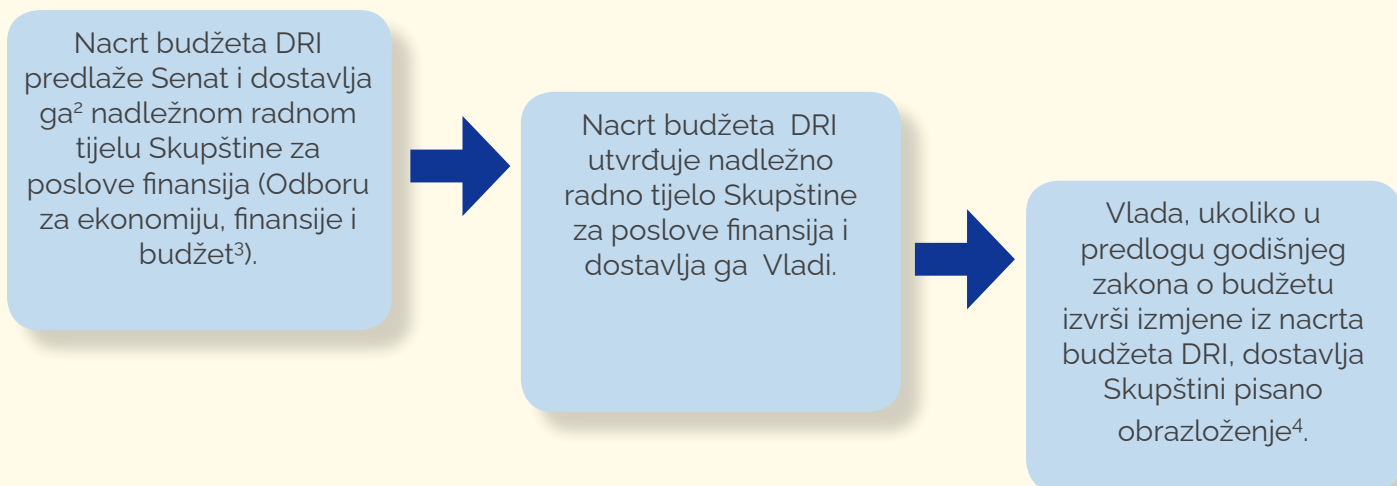 Nacrt budžeta DRI
predlaže Senat i dostavlja
ga² nadležnom radnom
tijelu Skupštine za
poslove finansija (Odboru
za ekonomiju, finansije i
budžet³).
Nacrt budžeta  DRI
utvrđuje nadležno
radno tijelo Skupštine
za poslove finansija i
dostavlja ga  Vladi.
Vlada, ukoliko u
predlogu godišnjeg
zakona o budžetu
izvrši izmjene iz nacrta
budžeta DRI, dostavlja
Skupštini pisano
obrazloženje⁴.